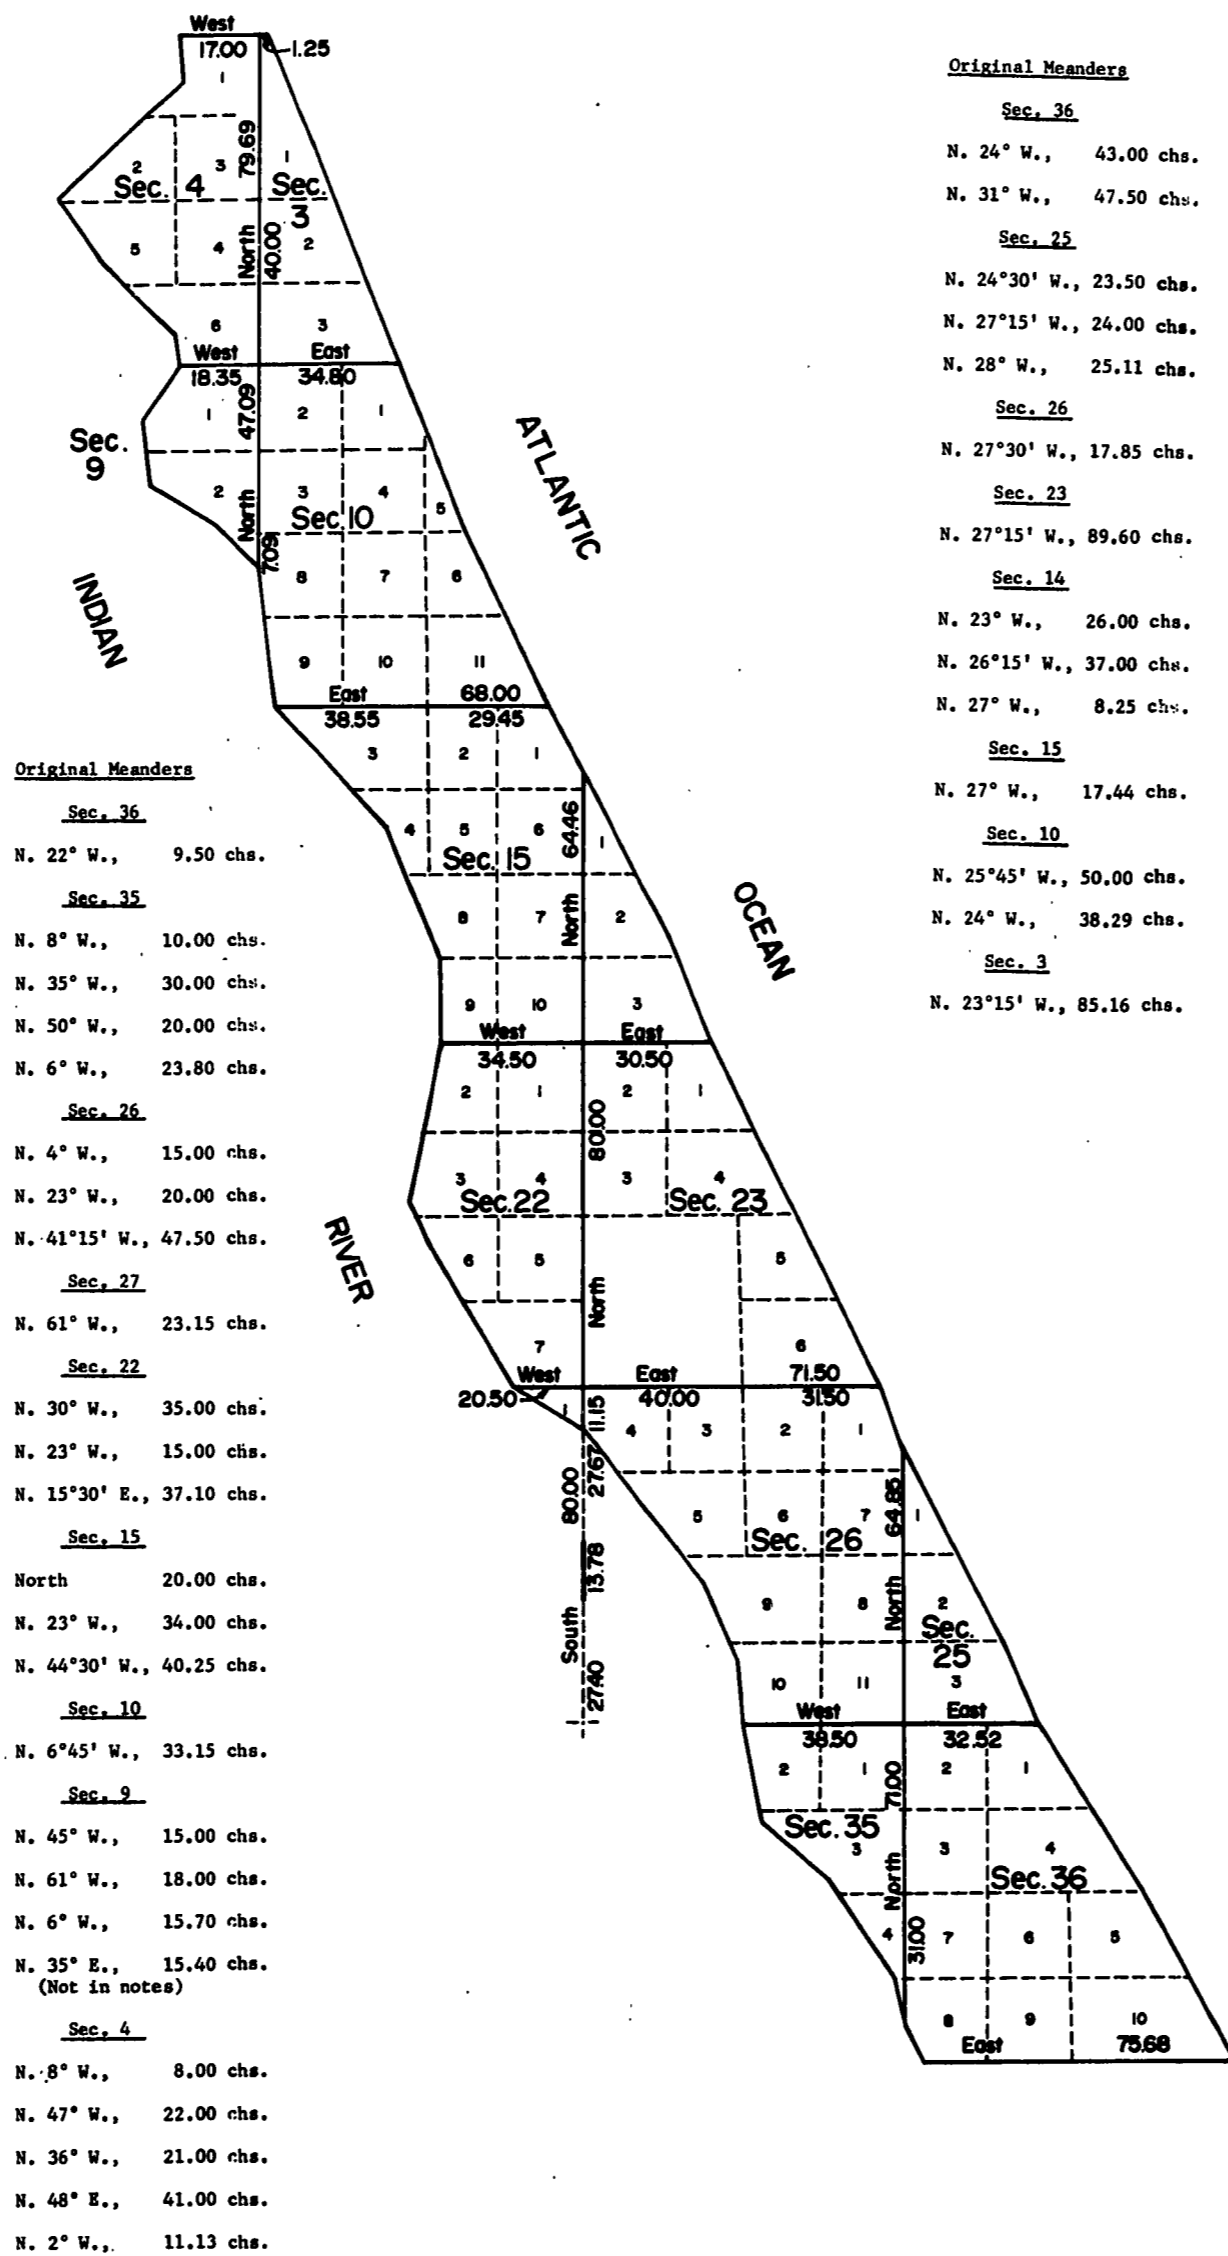 West
17.00
1.25
1
79.69
2
3
1
Sec. 4
Sec.
3
5
4
North
40.00
2
6
3
West
East
18.35
34.80
47.09
1
2
1
Sec.
9
2
North
3
4
5
Sec. 10
7.09
8
7
6
9
10
11
East
68.00
38.55
29.45
3
2
1
4
5
6
64.46
1
Sec. 15
8
7
North
2
9
10
3
West
East
34.50
30.50
2
1
2
1
80.00
3
4
3
4
Sec. 22
Sec. 23
6
5
North
5
7
6
West
East
71.50
20.50
40.00
31.50
1
11.15
4
3
2
1
80.00
27.67
5
6
7
64.85
1
Sec. 26
13.78
9
8
North
2
Sec.
25
South
27.40
10
11
3
West
East
38.50
32.52
2
1
71.00
2
1
Sec. 35
3
3
4
North
Sec. 36
4
31.00
7
6
5
8
9
10
East
75.68
ATLANTIC
OCEAN
INDIAN
RIVER
Original Meanders
Sec. 36
N. 24° W., 43.00 chs.
N. 31° W., 47.50 chs.
Sec. 25
N. 24°30' W., 23.50 chs.
N. 27°15' W., 24.00 chs.
N. 28° W., 25.11 chs.
Sec. 26
N. 27°30' W., 17.85 chs.
Sec. 23
N. 27°15' W., 89.60 chs.
Sec. 14
N. 23° W., 26.00 chs.
N. 26°15' W., 37.00 chs.
N. 27° W., 8.25 chs.
Sec. 15
N. 27° W., 17.44 chs.
Sec. 10
N. 25°45' W., 50.00 chs.
N. 24° W., 38.29 chs.
Sec. 3
N. 23°15' W., 85.16 chs.
Original Meanders
Sec. 36
N. 22° W., 9.50 chs.
Sec. 35
N. 8° W., 10.00 chs.
N. 35° W., 30.00 chs.
N. 50° W., 20.00 chs.
N. 6° W., 23.80 chs.
Sec. 26
N. 4° W., 15.00 chs.
N. 23° W., 20.00 chs.
N. 41°15' W., 47.50 chs.
Sec. 27
N. 61° W., 23.15 chs.
Sec. 22
N. 30° W., 35.00 chs.
N. 23° W., 15.00 chs.
N. 15°30' E., 37.10 chs.
Sec. 15
North 20.00 chs.
N. 23° W., 34.00 chs.
N. 44°30' W., 40.25 chs.
Sec. 10
N. 6°45' W., 33.15 chs.
Sec. 9
N. 45° W., 15.00 chs.
N. 61° W., 18.00 chs.
N. 6° W., 15.70 chs.
N. 35° E., 15.40 chs.
(Not in notes)
Sec. 4
N. 8° W., 8.00 chs.
N. 47° W., 22.00 chs.
N. 36° W., 21.00 chs.
N. 48° E., 41.00 chs.
N. 2° W., 11.13 chs.